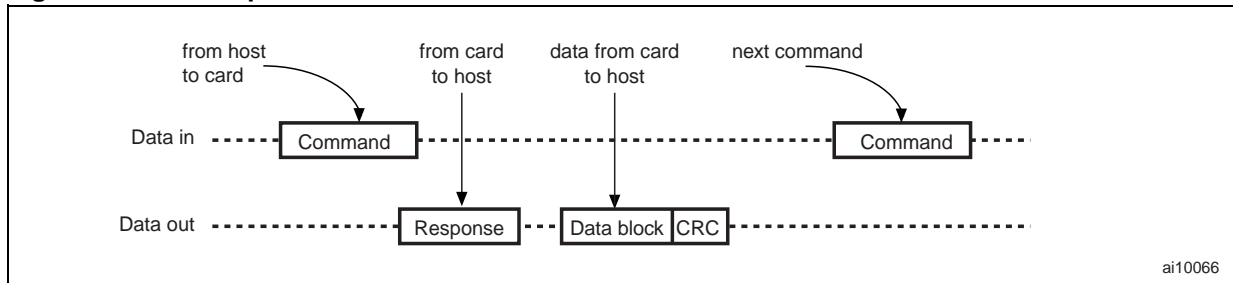 from host
to card
from card
to host
data from card
to host
next command
Data in
Command
Command
Data out
Response
Data block
CRC
ai10066